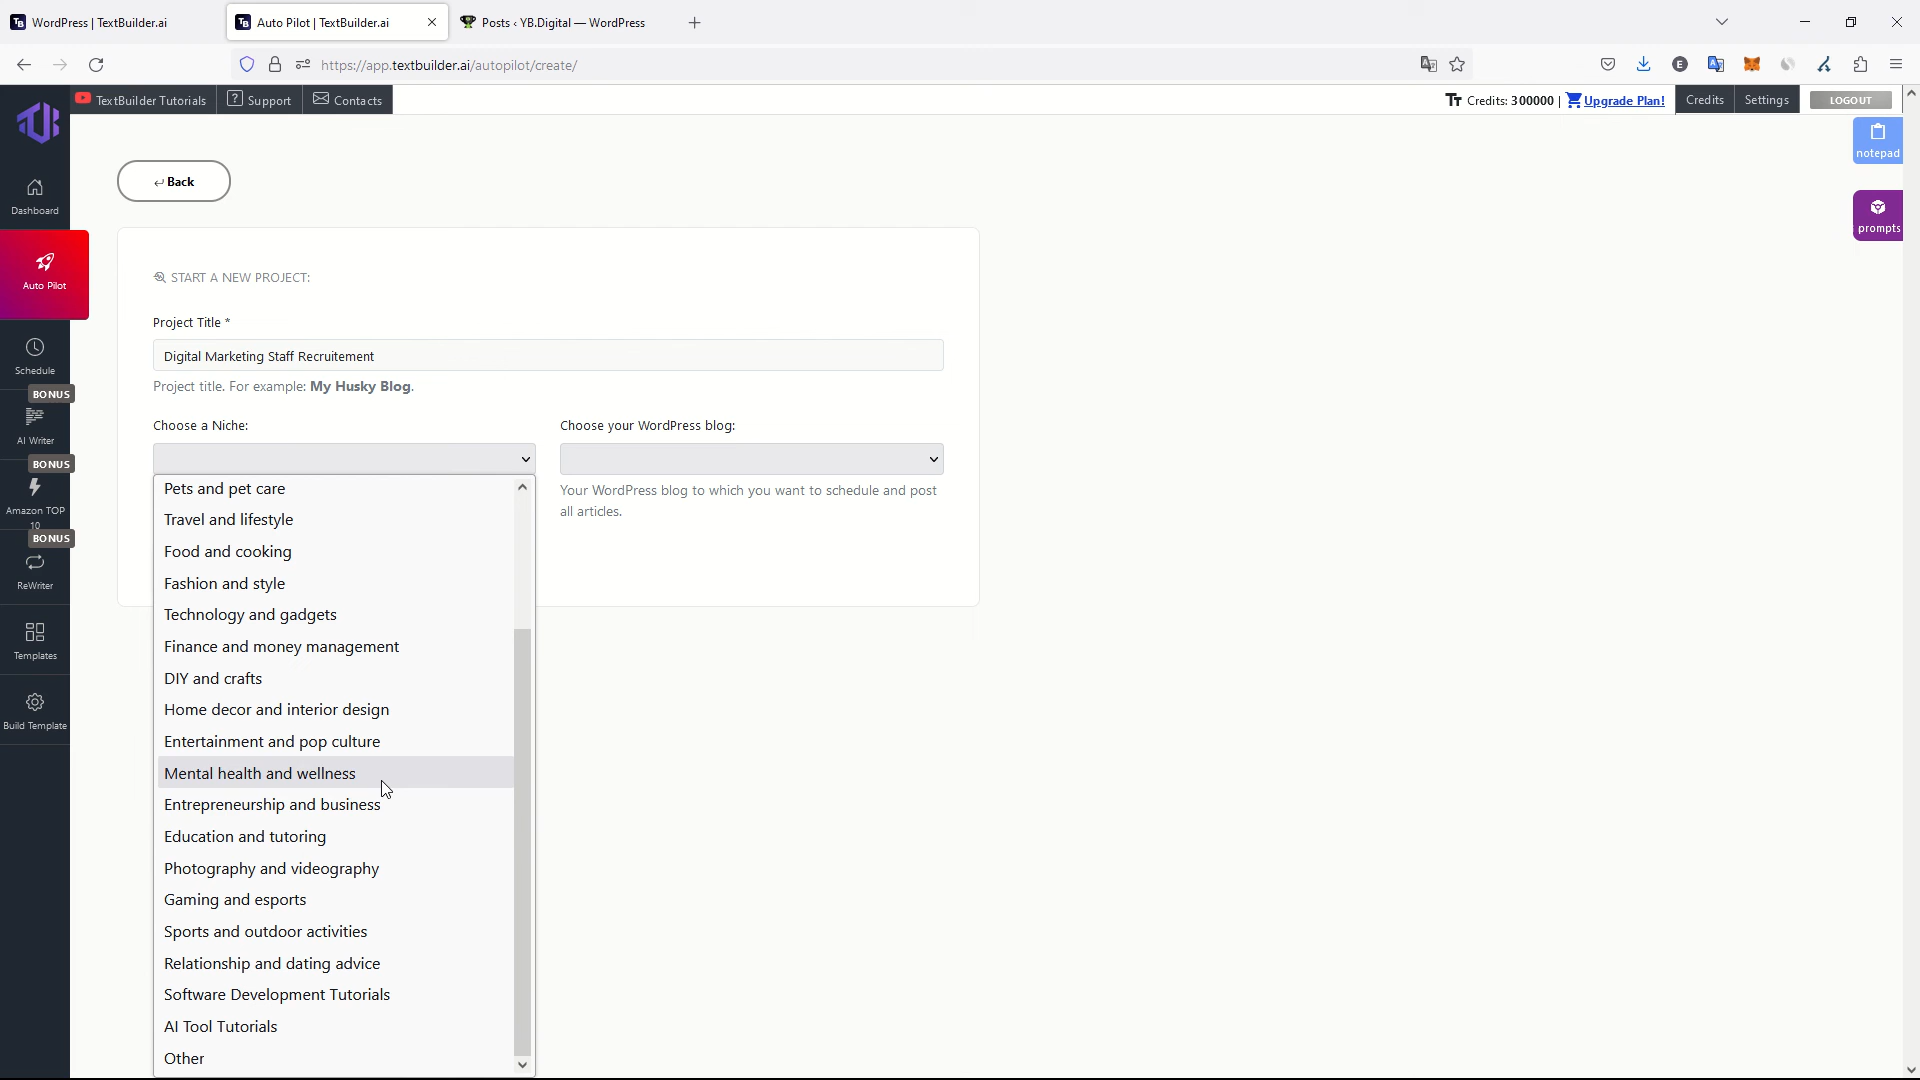 WordPress | TextBuilder.ai
Auto Pilot | TextBuilder.ai
Posts ‹ YB.Digital — WordPress
https://app.textbuilder.ai/autopilot/create/
TextBuilder Tutorials
Support
Contacts
Credits: 300000 | Upgrade Plan!
Credits
Settings
LOGOUT
notepad
prompts
Dashboard
Auto Pilot
Schedule
BONUS
AI Writer
BONUS
Amazon TOP
10
BONUS
ReWriter
Templates
Build Template
Back
START A NEW PROJECT:
Project Title *
Digital Marketing Staff Recruitement
Project title. For example: My Husky Blog.
Choose a Niche:
Choose your WordPress blog:
Your WordPress blog to which you want to schedule and post
all articles.
Pets and pet care
Travel and lifestyle
Food and cooking
Fashion and style
Technology and gadgets
Finance and money management
DIY and crafts
Home decor and interior design
Entertainment and pop culture
Mental health and wellness
Entrepreneurship and business
Education and tutoring
Photography and videography
Gaming and esports
Sports and outdoor activities
Relationship and dating advice
Software Development Tutorials
AI Tool Tutorials
Other